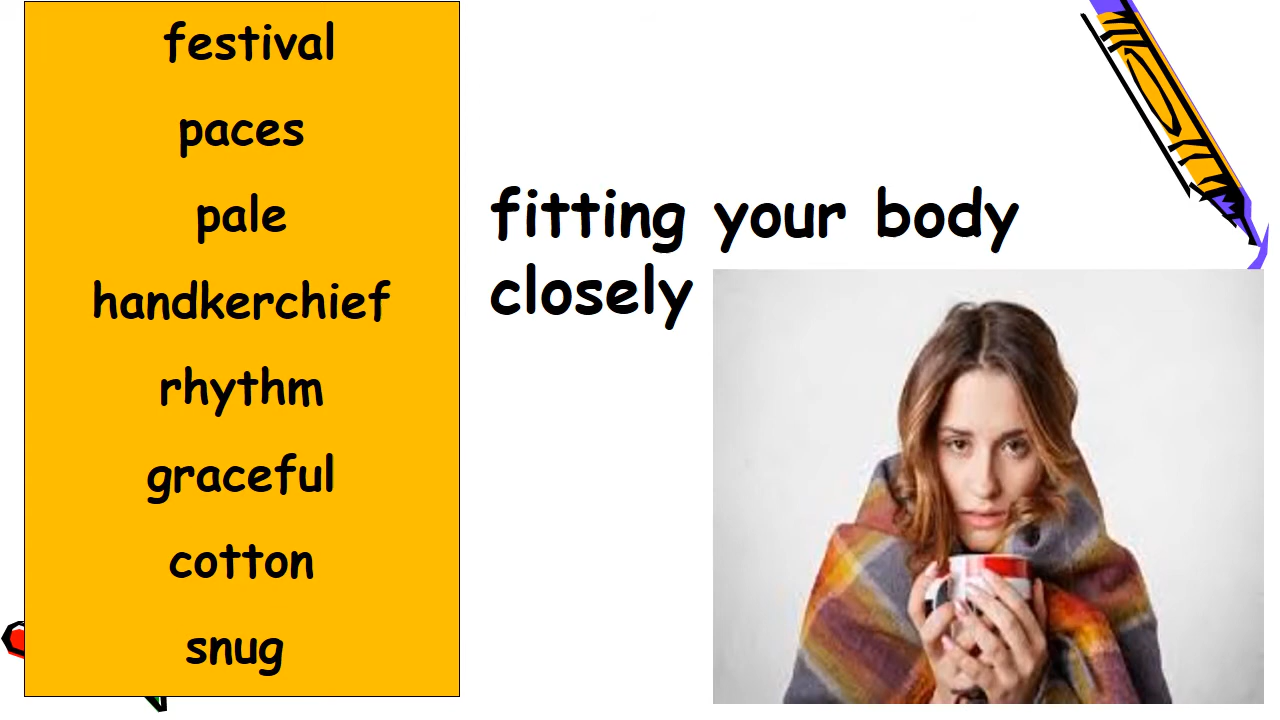 festival
paces
pale
handkerchief
rhythm
graceful
cotton
snug
fitting your body
closely